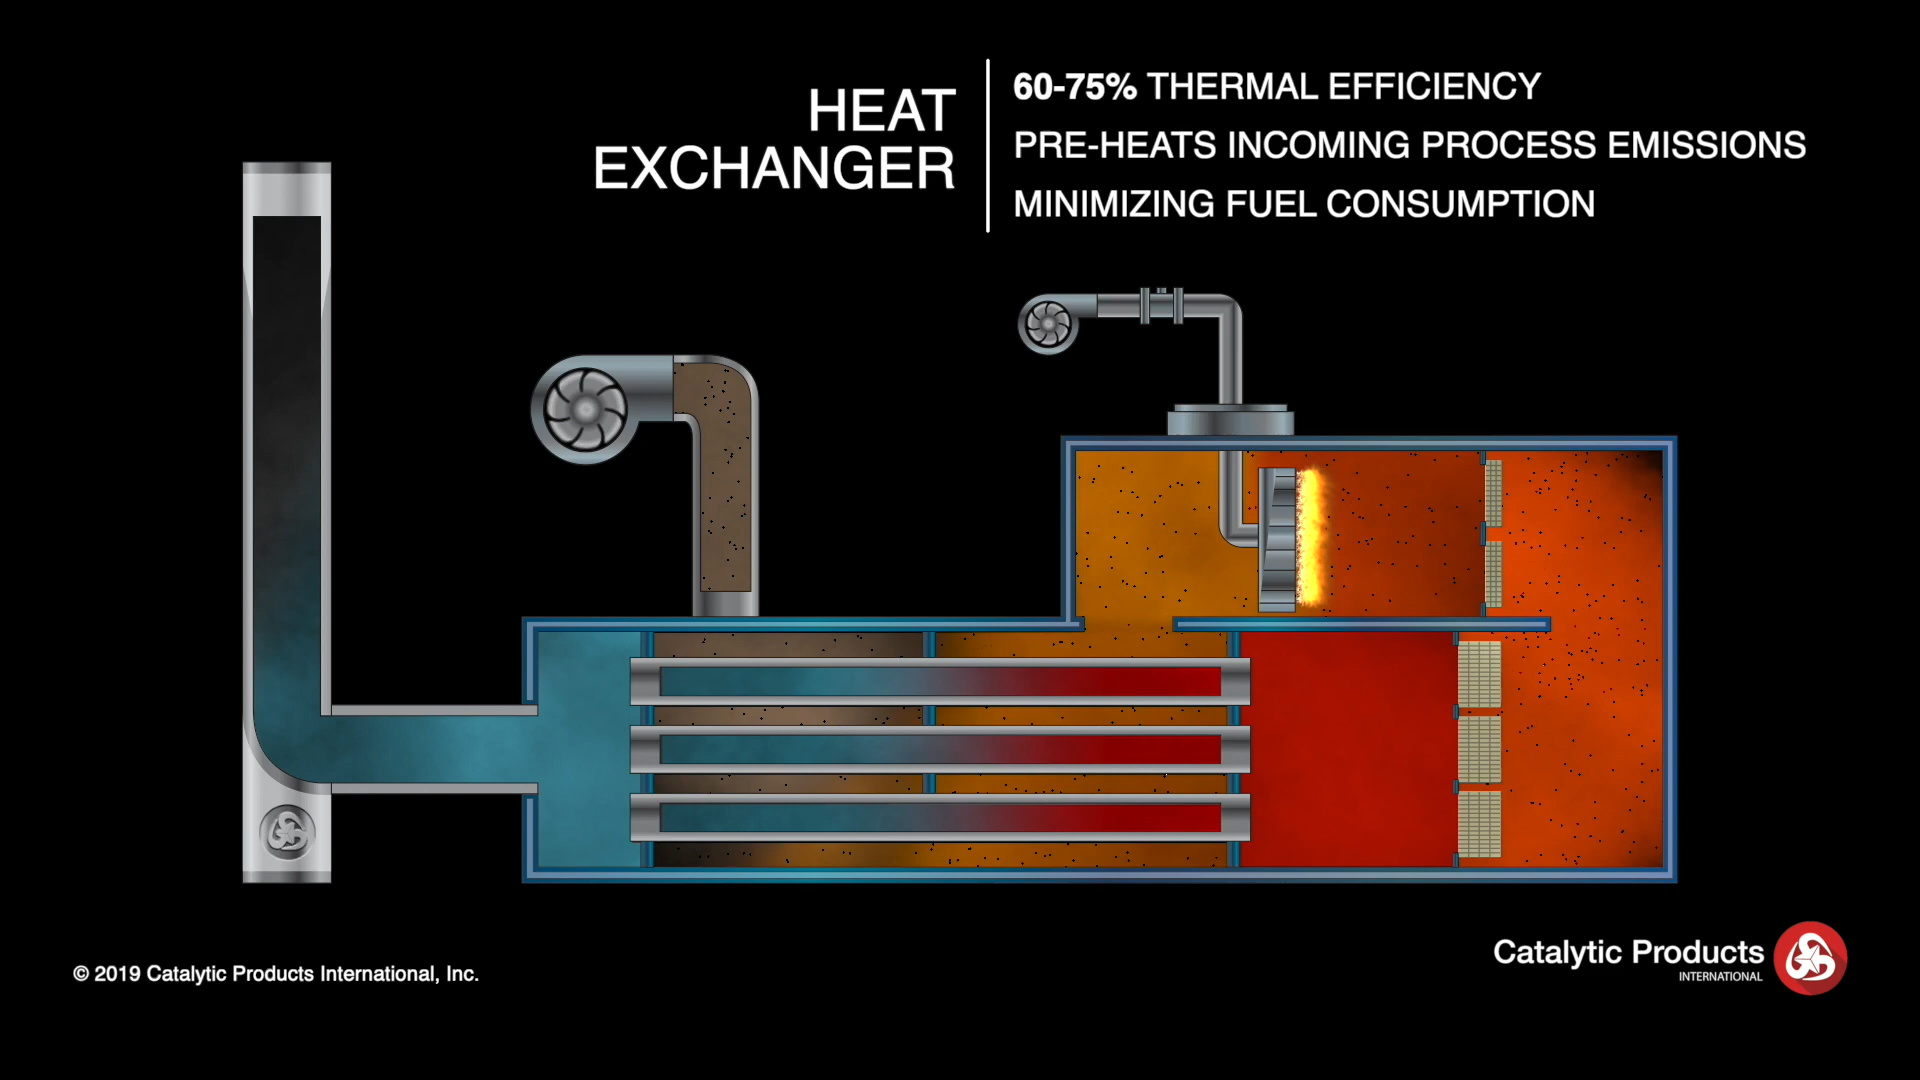 HEAT
EXCHANGER
60-75% THERMAL EFFICIENCY
PRE-HEATS INCOMING PROCESS EMISSIONS
MINIMIZING FUEL CONSUMPTION
© 2019 Catalytic Products International, Inc.
Catalytic Products
INTERNATIONAL